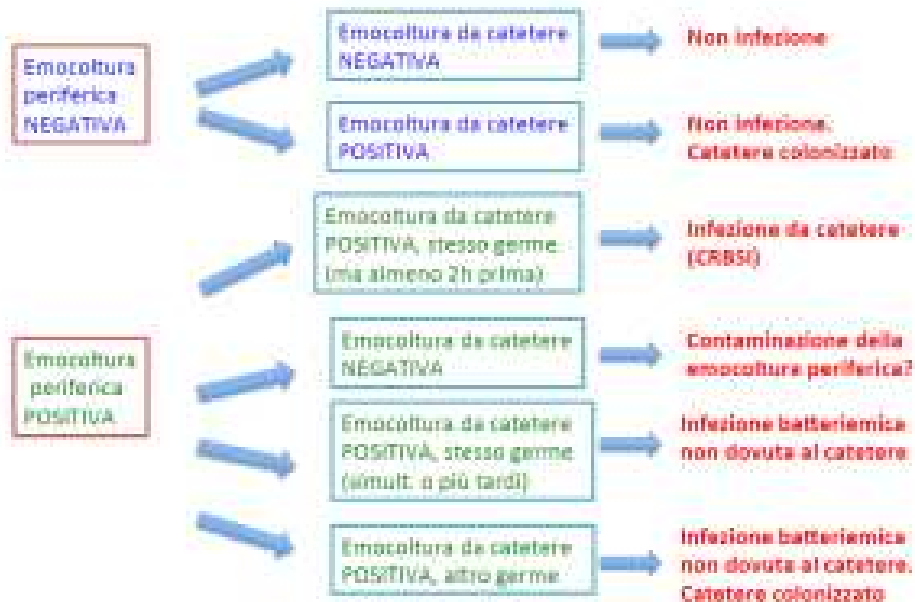 Emocoltura
periferica
NEGATIVA
Emocoltura da catetere
NEGATIVA
Non infezione
Emocoltura da catetere
POSITIVA
Non infezione.
Catetere colonizzato
Emocoltura
periferica
POSITIVA
Emocoltura da catetere
POSITIVA, stesso germe
(ma almeno 2h prima)
Infezione da catetere
(CRBSI)
Emocoltura da catetere
NEGATIVA
Contaminazione della
emocoltura periferica?
Emocoltura da catetere
POSITIVA, stesso germe
(simult. o più tardi)
Infezione batteriemica
non dovuta al catetere
Emocoltura da catetere
POSITIVA, altro germe
Infezione batteriemica
non dovuta al catetere.
Catetere colonizzato